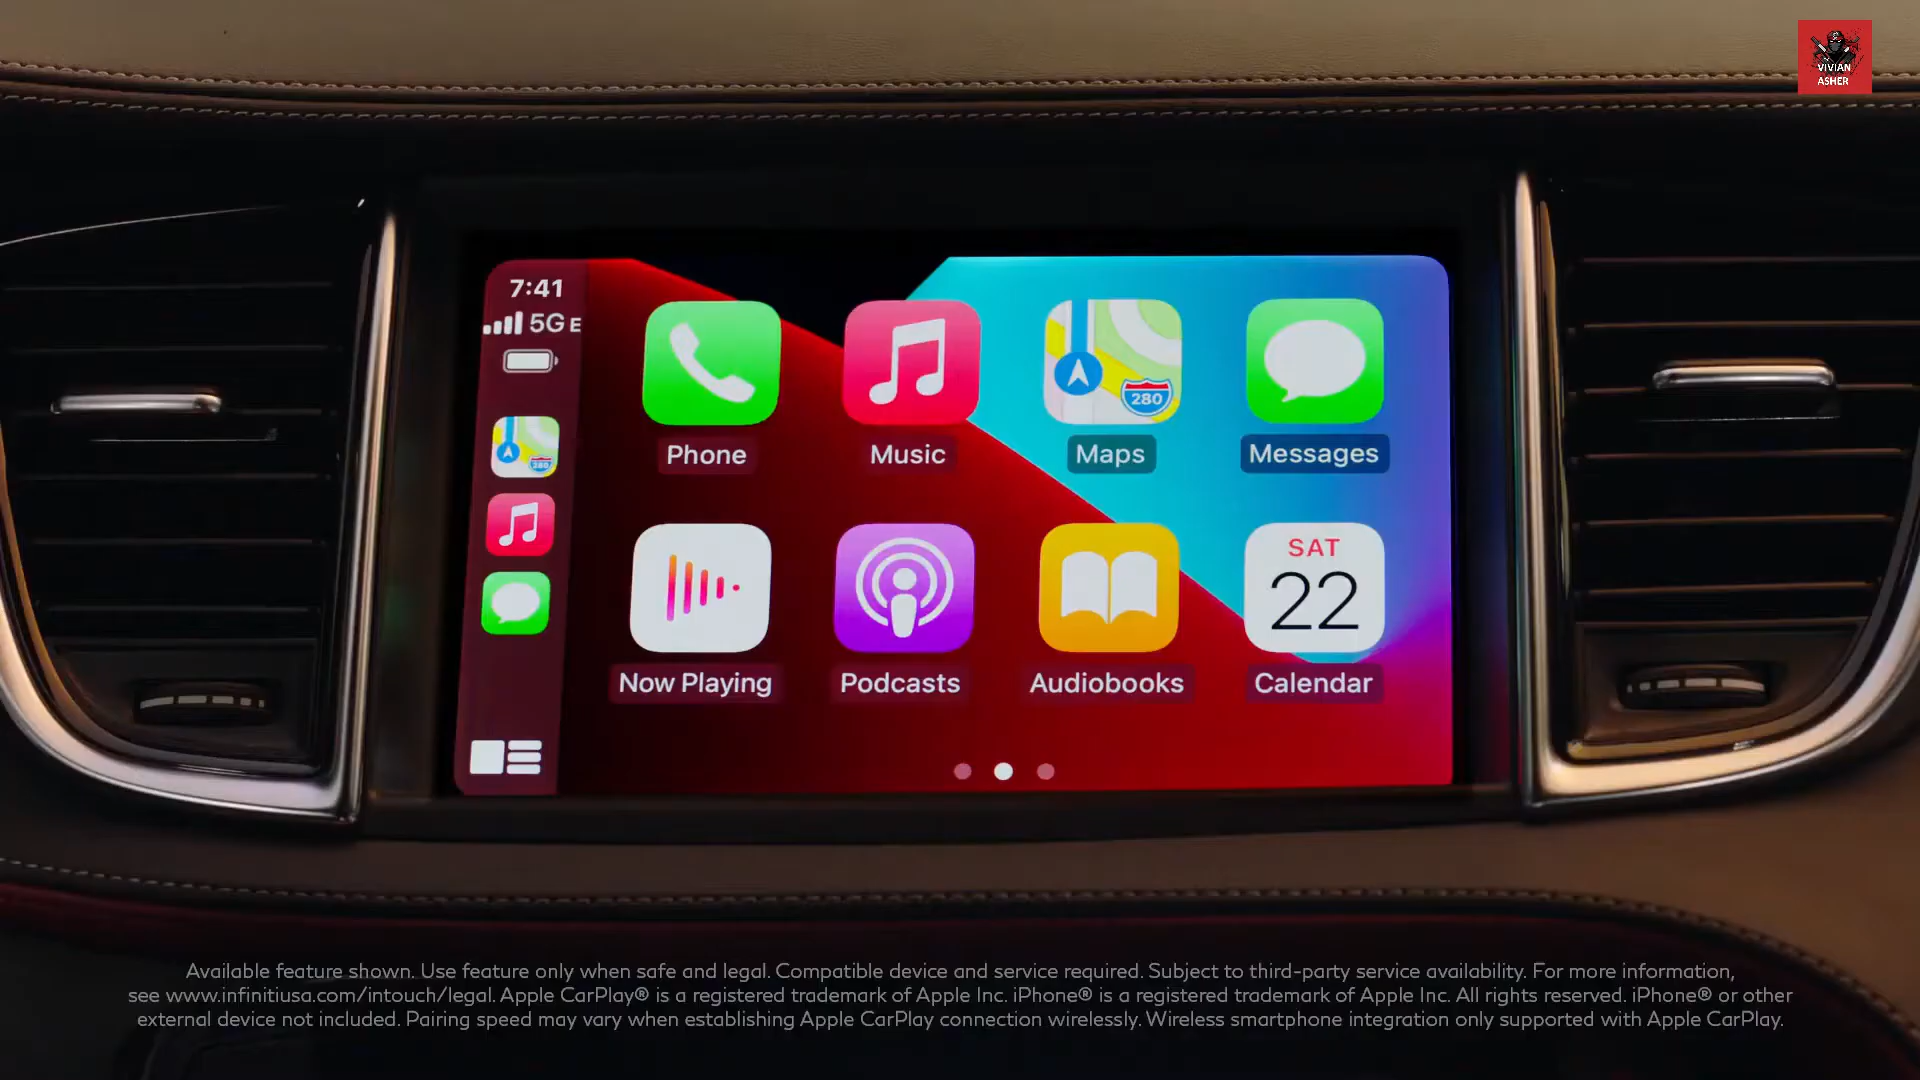 VIVIAN
ASHER
7:41
5G E
280
280
Phone
Music
Maps
Messages
SAT
22
Now Playing
Podcasts
Audiobooks
Calendar
Available feature shown. Use feature only when safe and legal. Compatible device and service required. Subject to third-party service availability. For more information,
see www.infinitiusa.com/intouch/legal. Apple CarPlay® is a registered trademark of Apple Inc. iPhone® is a registered trademark of Apple Inc. All rights reserved. iPhone® or other
external device not included. Pairing speed may vary when establishing Apple CarPlay connection wirelessly. Wireless smartphone integration only supported with Apple CarPlay.